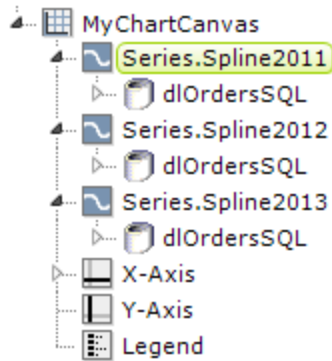 MyChartCanvas
Series.Spline2011
dlOrdersSQL
Series.Spline2012
dlOrdersSQL
Series.Spline2013
dlOrdersSQL
X-Axis
Y-Axis
Legend